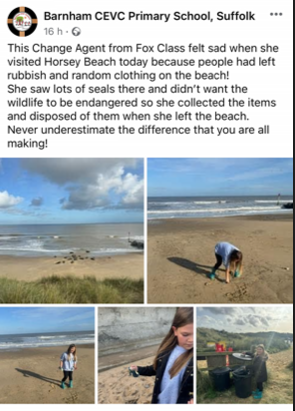 Barnham CEVC Primary School, Suffolk
16 h
This Change Agent from Fox Class felt sad when she
visited Horsey Beach today because people had left
rubbish and random clothing on the beach!
She saw lots of seals there and didn't want the
wildlife to be endangered so she collected the items
and disposed of them when she left the beach.
Never underestimate the difference that you are all
making!